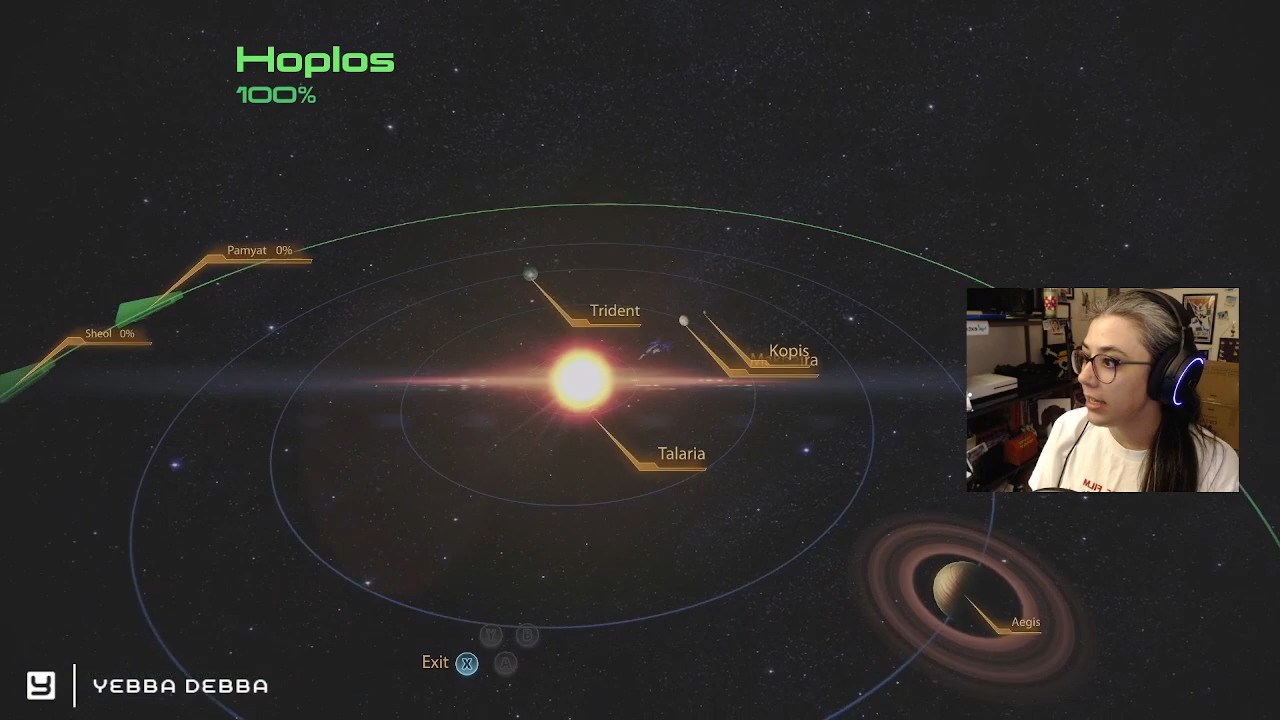 Hoplos
100%
Pamyat 0%
Sheol 0%
Trident
Kopis
Talaria
Aegis
Exit X
Y B
A
YEBBA DEBBA